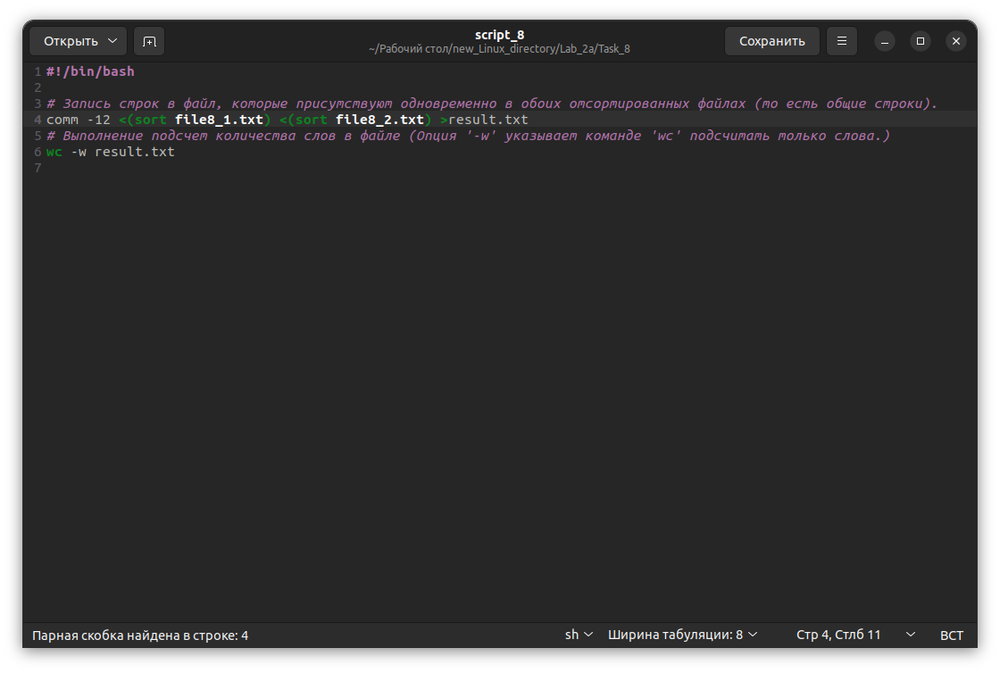 Открыть
script_8
~/Рабочий стол/new_Linux_directory/Lab_2a/Task_8
Сохранить
1 #!/bin/bash
2
3 # Запись строк в файл, которые присутствуют одновременно в обоих отсортированных файлах (то есть общие строки).
4 comm -12 <(sort file8_1.txt) <(sort file8_2.txt) >result.txt
5 # Выполнение подсчет количества слов в файле (Опция '-w' указывает команде 'wc' подсчитать только слова.)
6 wc -w result.txt
7
Парная скобка найдена в строке: 4
sh
Ширина табуляции: 8
Стр 4, Стлб 11
ВСТ